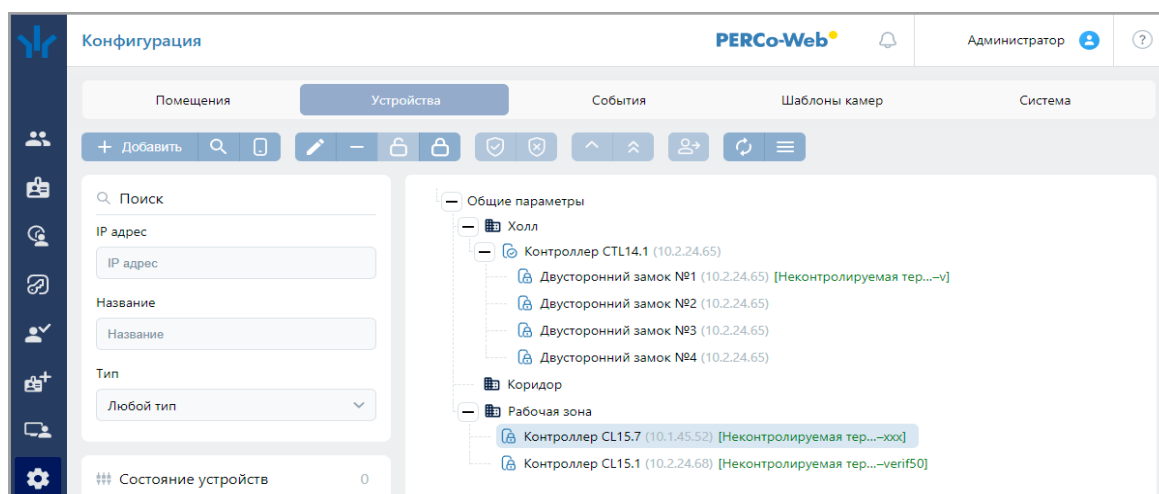 Конфигурация
PERCo-Web
Администратор
?
Помещения
Устройства
События
Шаблоны камер
Система
+ Добавить
Поиск
IP адрес
IP адрес
Название
Название
Тип
Любой тип
Состояние устройств 0
Общие параметры
Холл
Контроллер CTL14.1 (10.2.24.65)
Двусторонний замок №1 (10.2.24.65) [Неконтролируемая тер...–v]
Двусторонний замок №2 (10.2.24.65)
Двусторонний замок №3 (10.2.24.65)
Двусторонний замок №4 (10.2.24.65)
Коридор
Рабочая зона
Контроллер CL15.7 (10.1.45.52) [Неконтролируемая тер...–xxx]
Контроллер CL15.1 (10.2.24.68) [Неконтролируемая тер...–verif50]